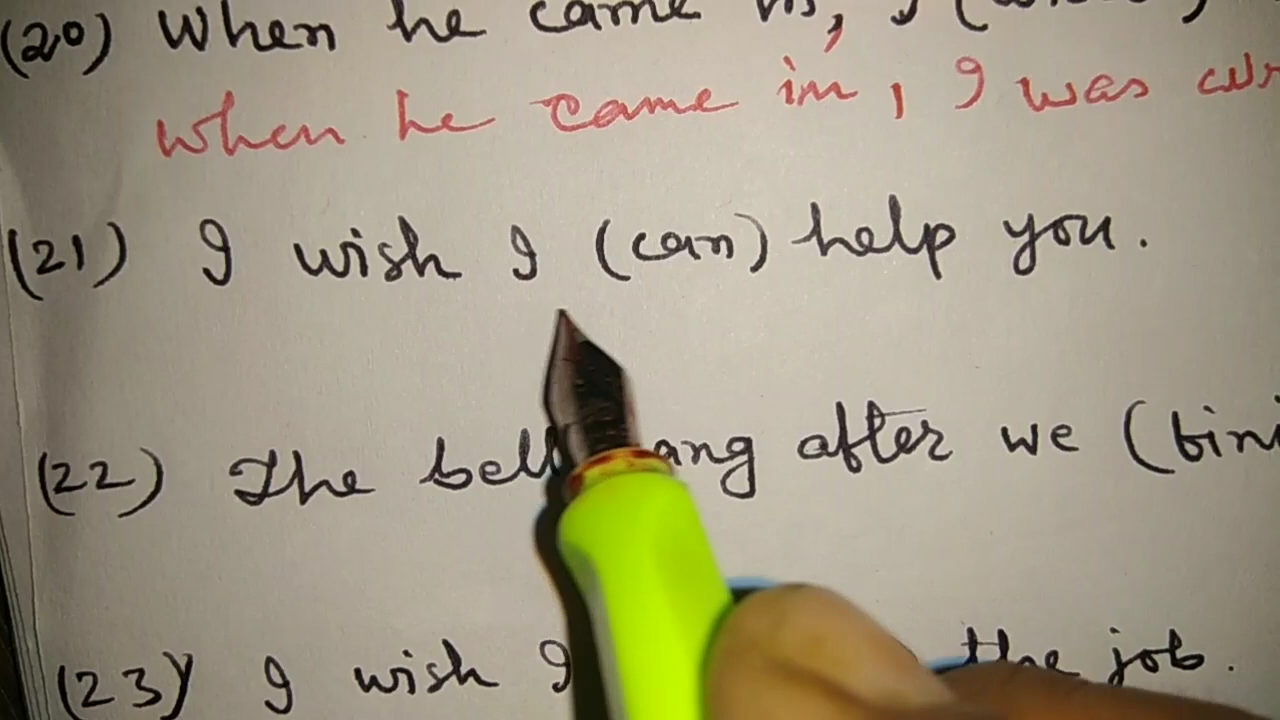 (20) When he came in, I (
when he came in, I was
(21) I wish I (can) help you.
(22) The bell rang after we (
(23) I wish I the job.